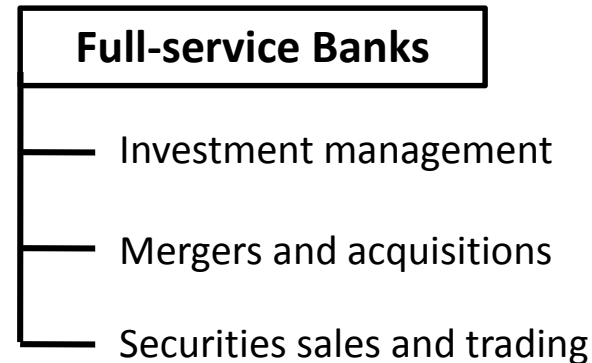 Full-service Banks
Investment management
Mergers and acquisitions
Securities sales and trading